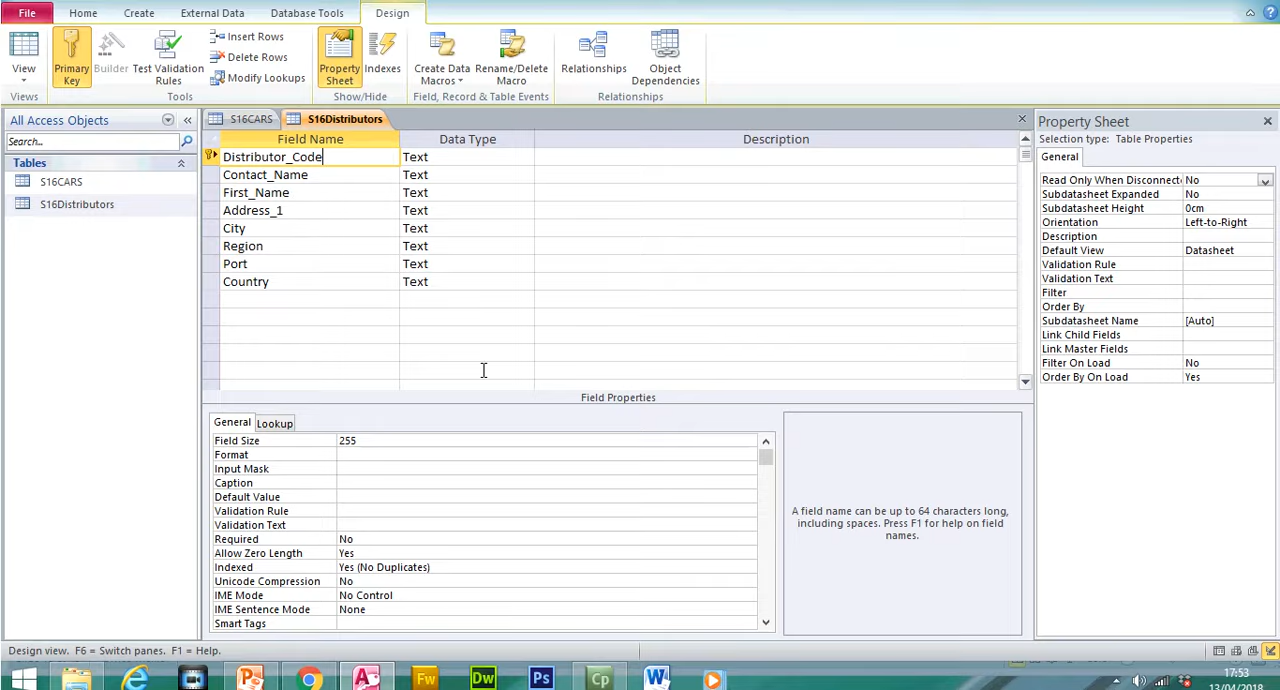 File Home Create External Data Database Tools Design
View Primary Key Builder Test Validation Rules Insert Rows Delete Rows Modify Lookups Property Sheet Indexes Create Data Macros Rename/Delete Macro Relationships Object Dependencies
Views Tools Show/Hide Field, Record & Table Events Relationships
All Access Objects
Search...
Tables
S16CARS
S16Distributors
S16CARS S16Distributors
Field Name Data Type Description
Distributor_Code Text
Contact_Name Text
First_Name Text
Address_1 Text
City Text
Region Text
Port Text
Country Text
Field Properties
General Lookup
Field Size 255
Format
Input Mask
Caption
Default Value
Validation Rule
Validation Text
Required No
Allow Zero Length Yes
Indexed Yes (No Duplicates)
Unicode Compression No
IME Mode No Control
IME Sentence Mode None
Smart Tags
A field name can be up to 64 characters long,
including spaces. Press F1 for help on field
names.
Property Sheet
Selection type: Table Properties
General
Read Only When Disconnect No
Subdatasheet Expanded No
Subdatasheet Height 0cm
Orientation Left-to-Right
Description
Default View Datasheet
Validation Rule
Validation Text
Filter
Order By
Subdatasheet Name [Auto]
Link Child Fields
Link Master Fields
Filter On Load No
Order By On Load Yes
Design view. F6 = Switch panes. F1 = Help.
Fw Dw Ps Cp
17:53
13/04/2018